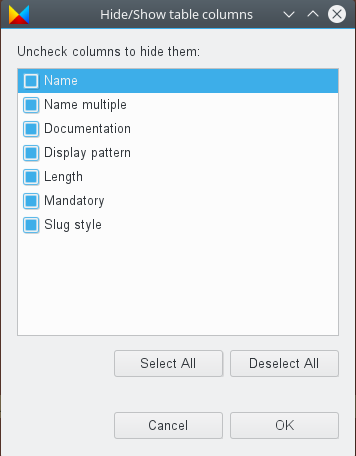 Hide/Show table columns
Uncheck columns to hide them:
Name
Name multiple
Documentation
Display pattern
Length
Mandatory
Slug style
Select All
Deselect All
Cancel
OK